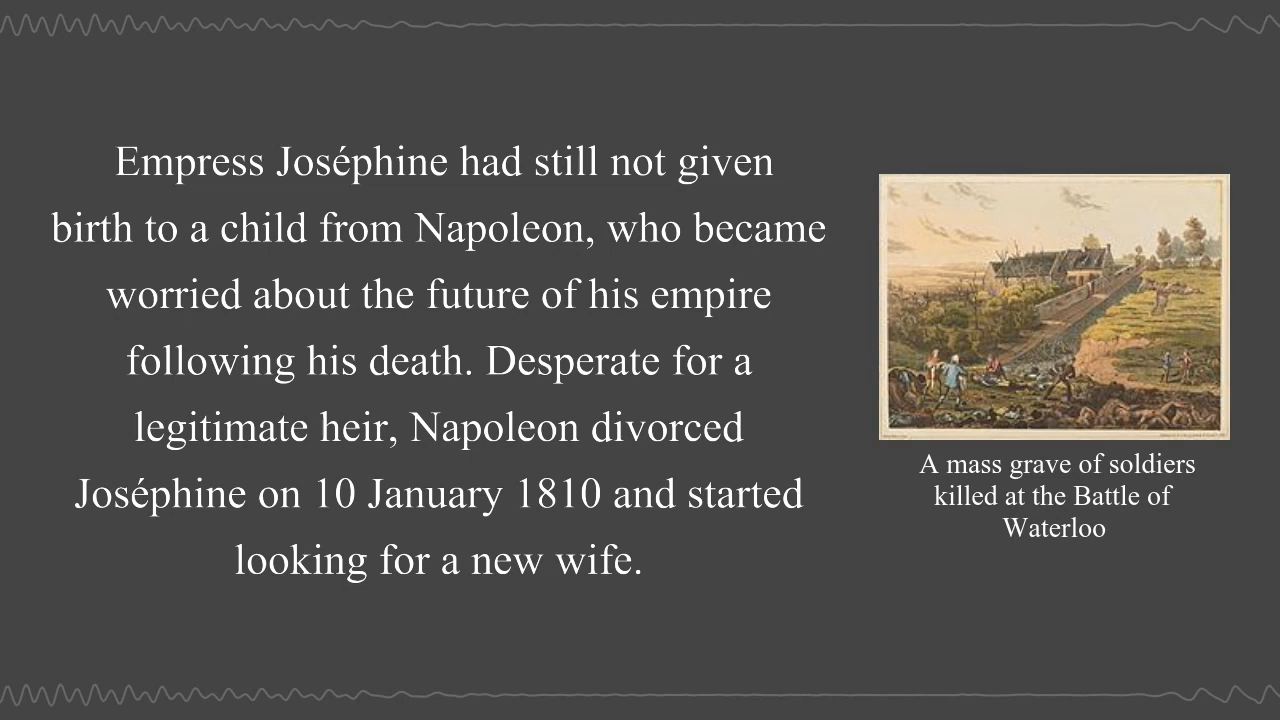 Empress Joséphine had still not given
birth to a child from Napoleon, who became
worried about the future of his empire
following his death. Desperate for a
legitimate heir, Napoleon divorced
Joséphine on 10 January 1810 and started
looking for a new wife.
A mass grave of soldiers
killed at the Battle of
Waterloo